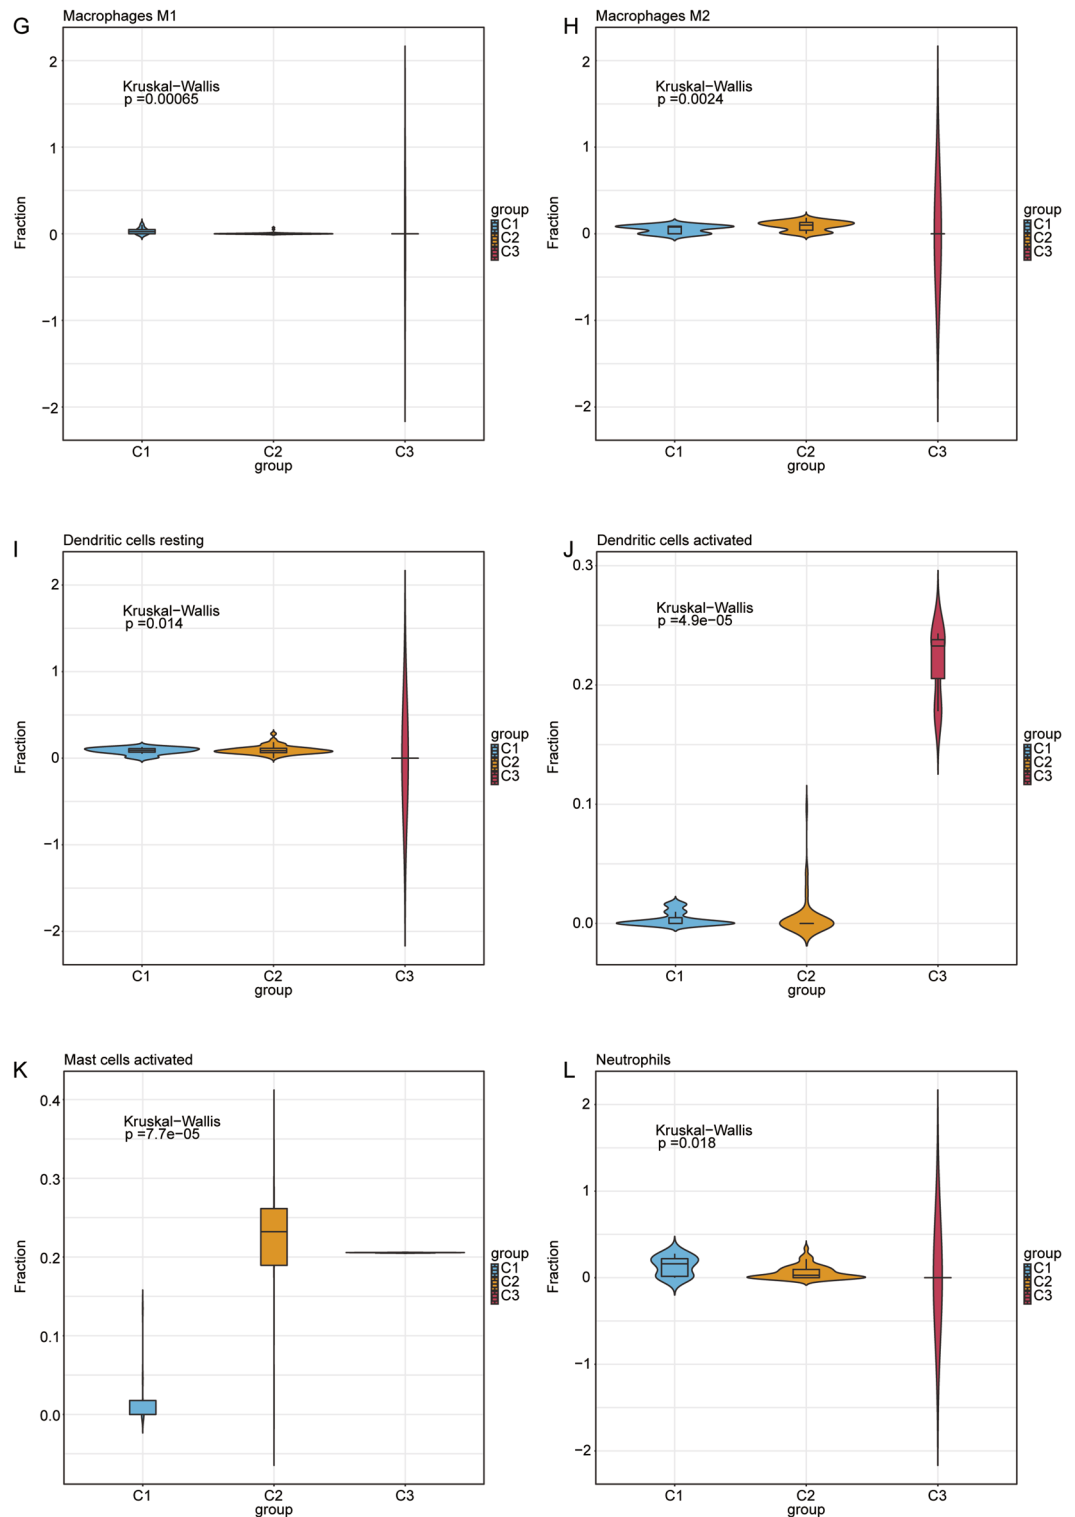 G
Macrophages M1
Kruskal−Wallis
p =0.00065
2
1
0
−1
−2
Fraction
C1
C2
C3
group
group
C1
C2
C3
H
Macrophages M2
Kruskal−Wallis
p =0.0024
2
1
0
−1
−2
Fraction
C1
C2
C3
group
group
C1
C2
C3
I
Dendritic cells resting
Kruskal−Wallis
p =0.014
2
1
0
−1
−2
Fraction
C1
C2
C3
group
group
C1
C2
C3
J
Dendritic cells activated
Kruskal−Wallis
p =4.9e−05
0.3
0.2
0.1
0.0
Fraction
C1
C2
C3
group
group
C1
C2
C3
K
Mast cells activated
Kruskal−Wallis
p =7.7e−05
0.4
0.3
0.2
0.1
0.0
Fraction
C1
C2
C3
group
group
C1
C2
C3
L
Neutrophils
Kruskal−Wallis
p =0.018
2
1
0
−1
−2
Fraction
C1
C2
C3
group
group
C1
C2
C3